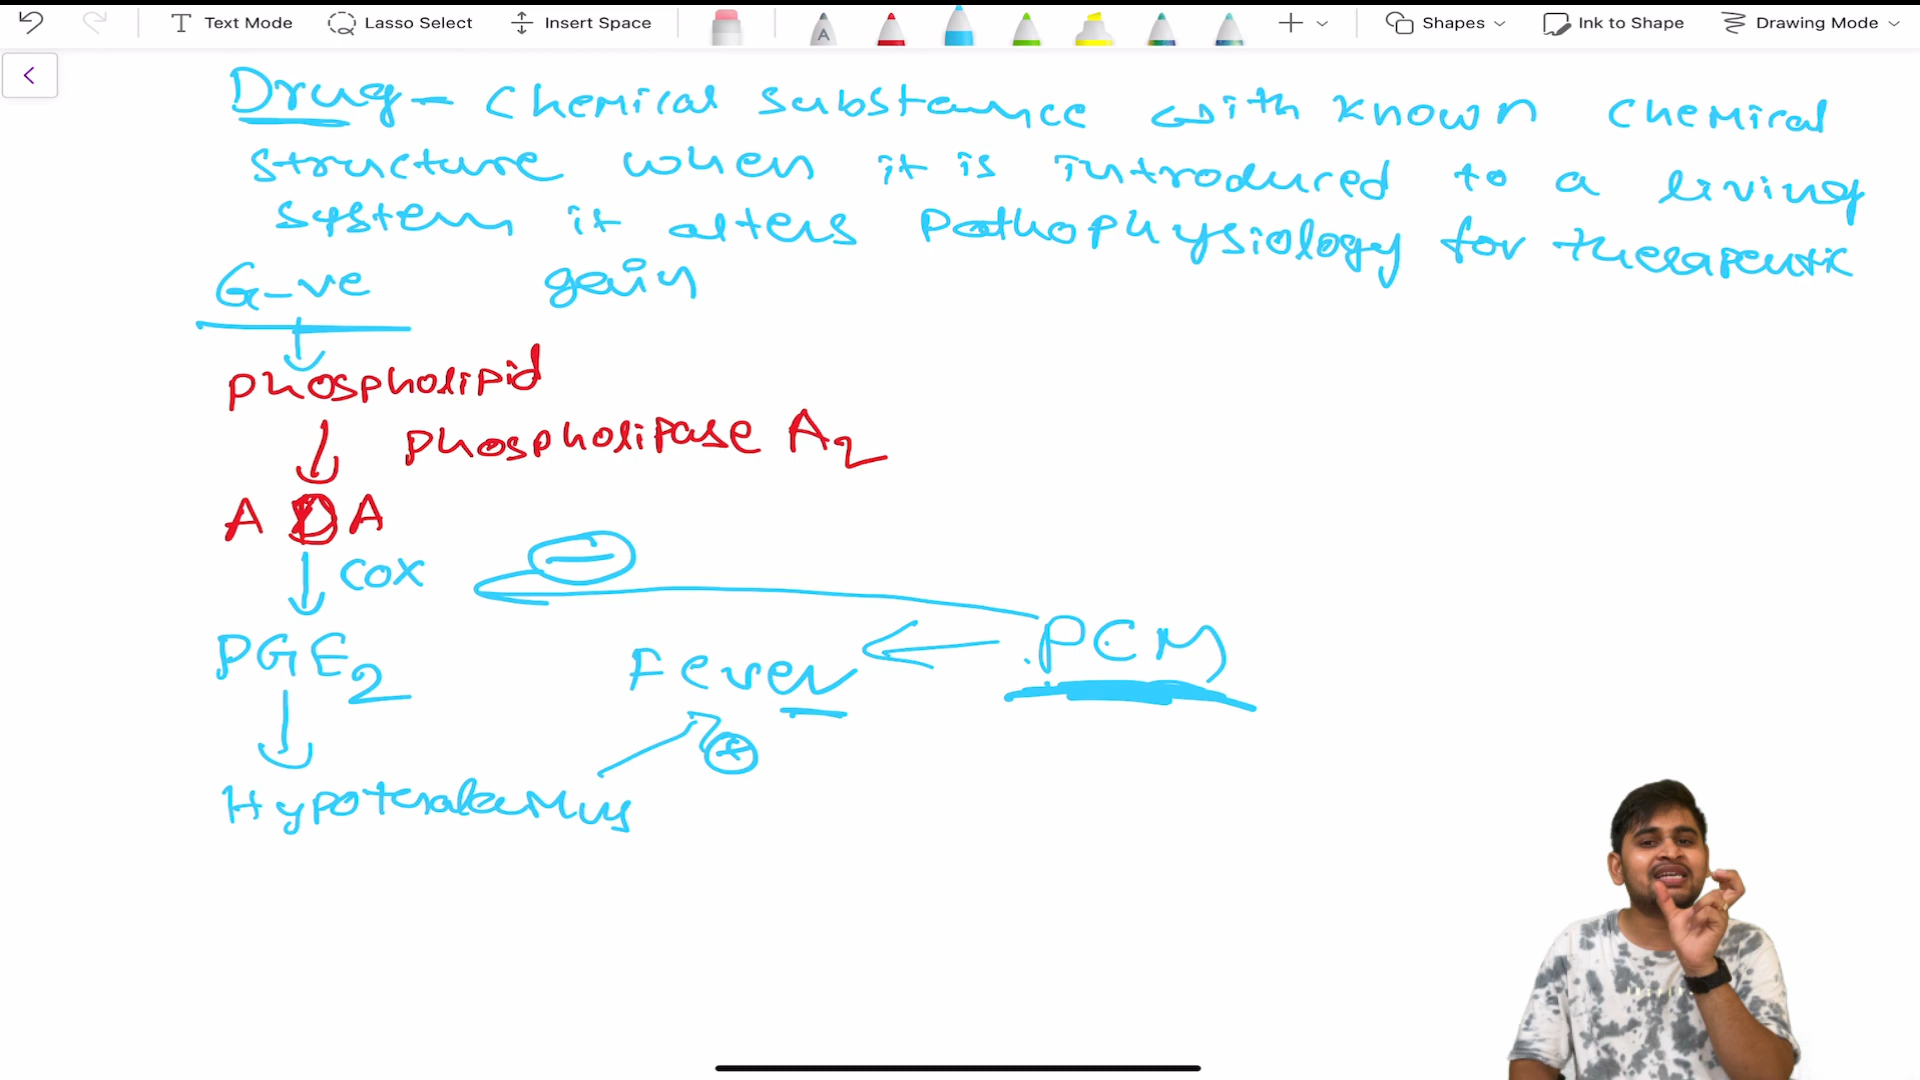 Text Mode Lasso Select Insert Space Shapes Ink to Shape Drawing Mode
Drug - Chemical substance with known chemical
structure when it is introduced to a living
system it alters Pathophysiology for therapeutic
gain
G-ve
Phospholipid
Phospholipase A2
A A
COX
PGE2
Fever
PCM
Hypothalamus